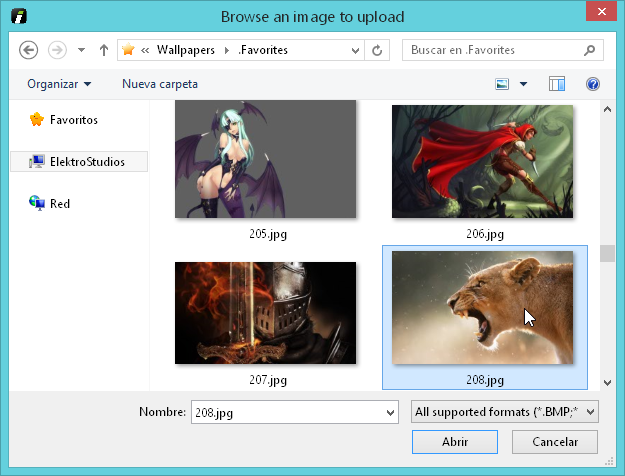 Browse an image to upload
« Wallpapers .Favorites
Buscar en .Favorites
Organizar
Nueva carpeta
Favoritos
ElektroStudios
Red
205.jpg
206.jpg
207.jpg
208.jpg
Nombre: 208.jpg
All supported formats (*.BMP;*
Abrir
Cancelar